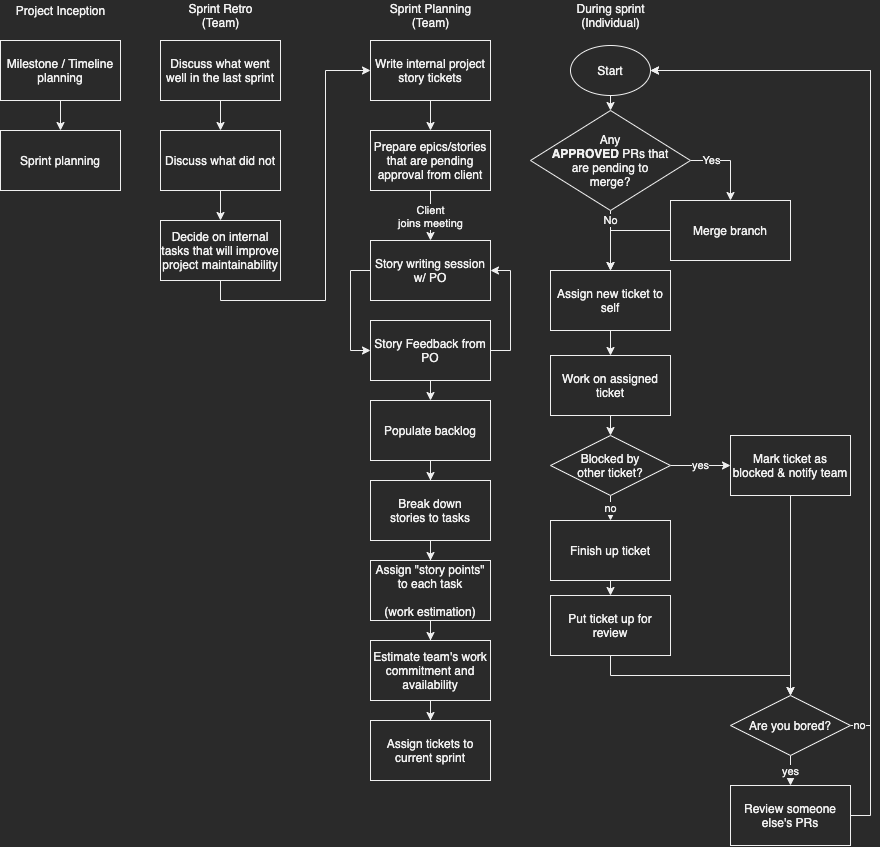 Project Inception
Milestone / Timeline
planning
Sprint planning
Sprint Retro
(Team)
Discuss what went
well in the last sprint
Discuss what did not
Decide on internal
tasks that will improve
project maintainability
Sprint Planning
(Team)
Write internal project
story tickets
Prepare epics/stories
that are pending
approval from client
Client
joins meeting
Story writing session
w/ PO
Story Feedback from
PO
Populate backlog
Break down
stories to tasks
Assign "story points"
to each task
(work estimation)
Estimate team's work
commitment and
availability
Assign tickets to
current sprint
During sprint
(Individual)
Start
Any
APPROVED PRs that
are pending to
merge?
Yes
Merge branch
No
Assign new ticket to
self
Work on assigned
ticket
Blocked by
other ticket?
yes
Mark ticket as
blocked & notify team
no
Finish up ticket
Put ticket up for
review
Are you bored?
no
yes
Review someone
else's PRs